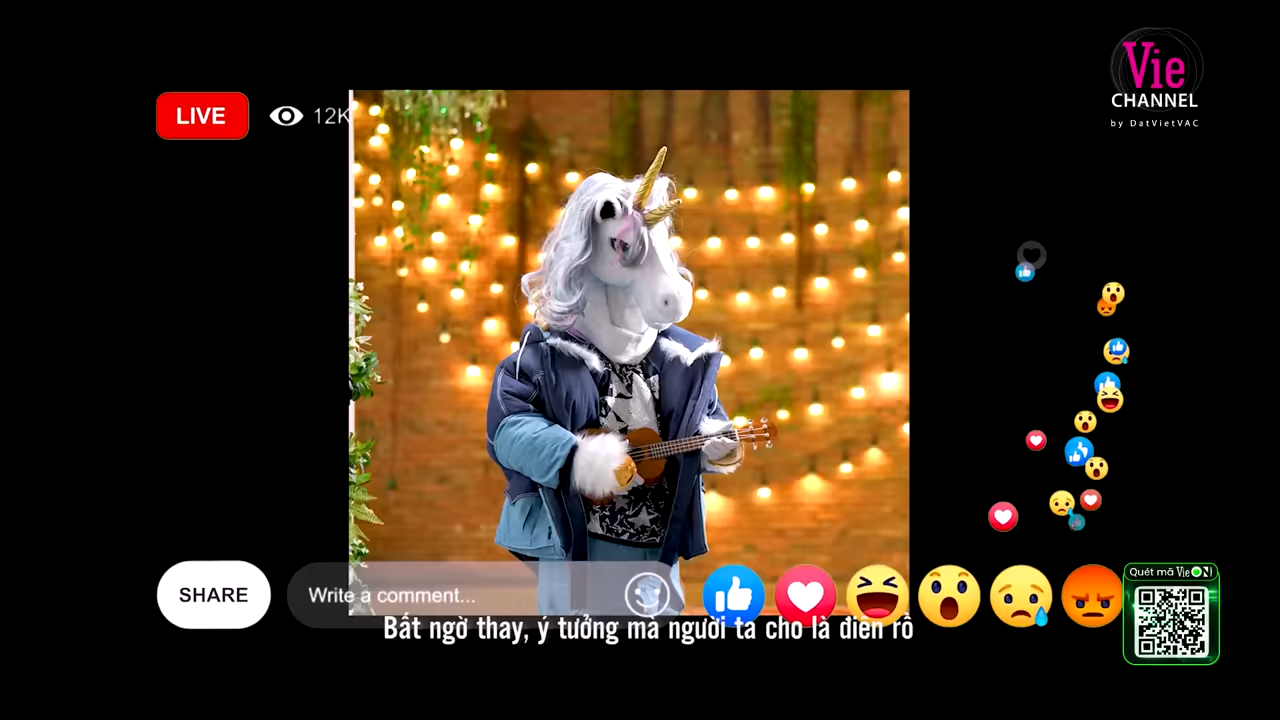 Vie
CHANNEL
by DatVietVAC
LIVE
12K
SHARE
Write a comment...
Bất ngờ thay, ý tưởng mà người ta cho là điên rồ
Quét mã VieON